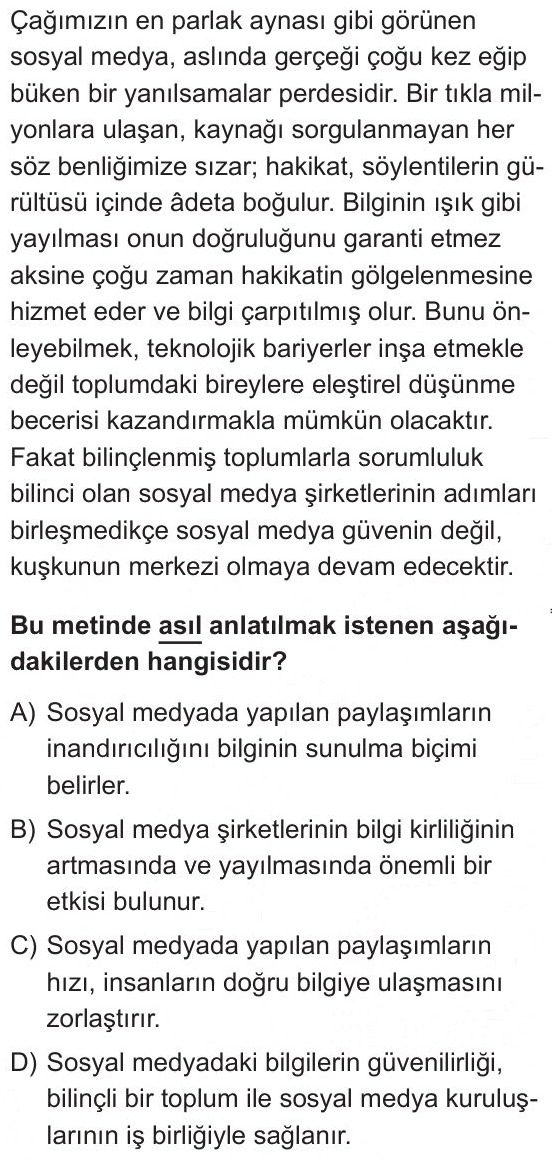 Çağımızın en parlak aynası gibi görünen
sosyal medya, aslında gerçeği çoğu kez eğip
büken bir yanılsamalar perdesidir. Bir tıkla mil-
yonlara ulaşan, kaynağı sorgulanmayan her
söz benliğimize sızar; hakikat, söylentilerin gü-
rültüsü içinde âdeta boğulur. Bilginin ışık gibi
yayılması onun doğruluğunu garanti etmez
aksine çoğu zaman hakikatin gölgelenmesine
hizmet eder ve bilgi çarpıtılmış olur. Bunu ön-
leyebilmek, teknolojik bariyerler inşa etmekle
değil toplumdaki bireylere eleştirel düşünme
becerisi kazandırmakla mümkün olacaktır.
Fakat bilinçlenmiş toplumlarla sorumluluk
bilinci olan sosyal medya şirketlerinin adımları
birleşmedikçe sosyal medya güvenin değil,
kuşkunun merkezi olmaya devam edecektir.
Bu metinde asıl anlatılmak istenen aşağı-
dakilerden hangisidir?
A) Sosyal medyada yapılan paylaşımların
inandırıcılığını bilginin sunulma biçimi
belirler.
B) Sosyal medya şirketlerinin bilgi kirliliğinin
artmasında ve yayılmasında önemli bir
etkisi bulunur.
C) Sosyal medyada yapılan paylaşımların
hızı, insanların doğru bilgiye ulaşmasını
zorlaştırır.
D) Sosyal medyadaki bilgilerin güvenilirliği,
bilinçli bir toplum ile sosyal medya kuruluş-
larının iş birliğiyle sağlanır.